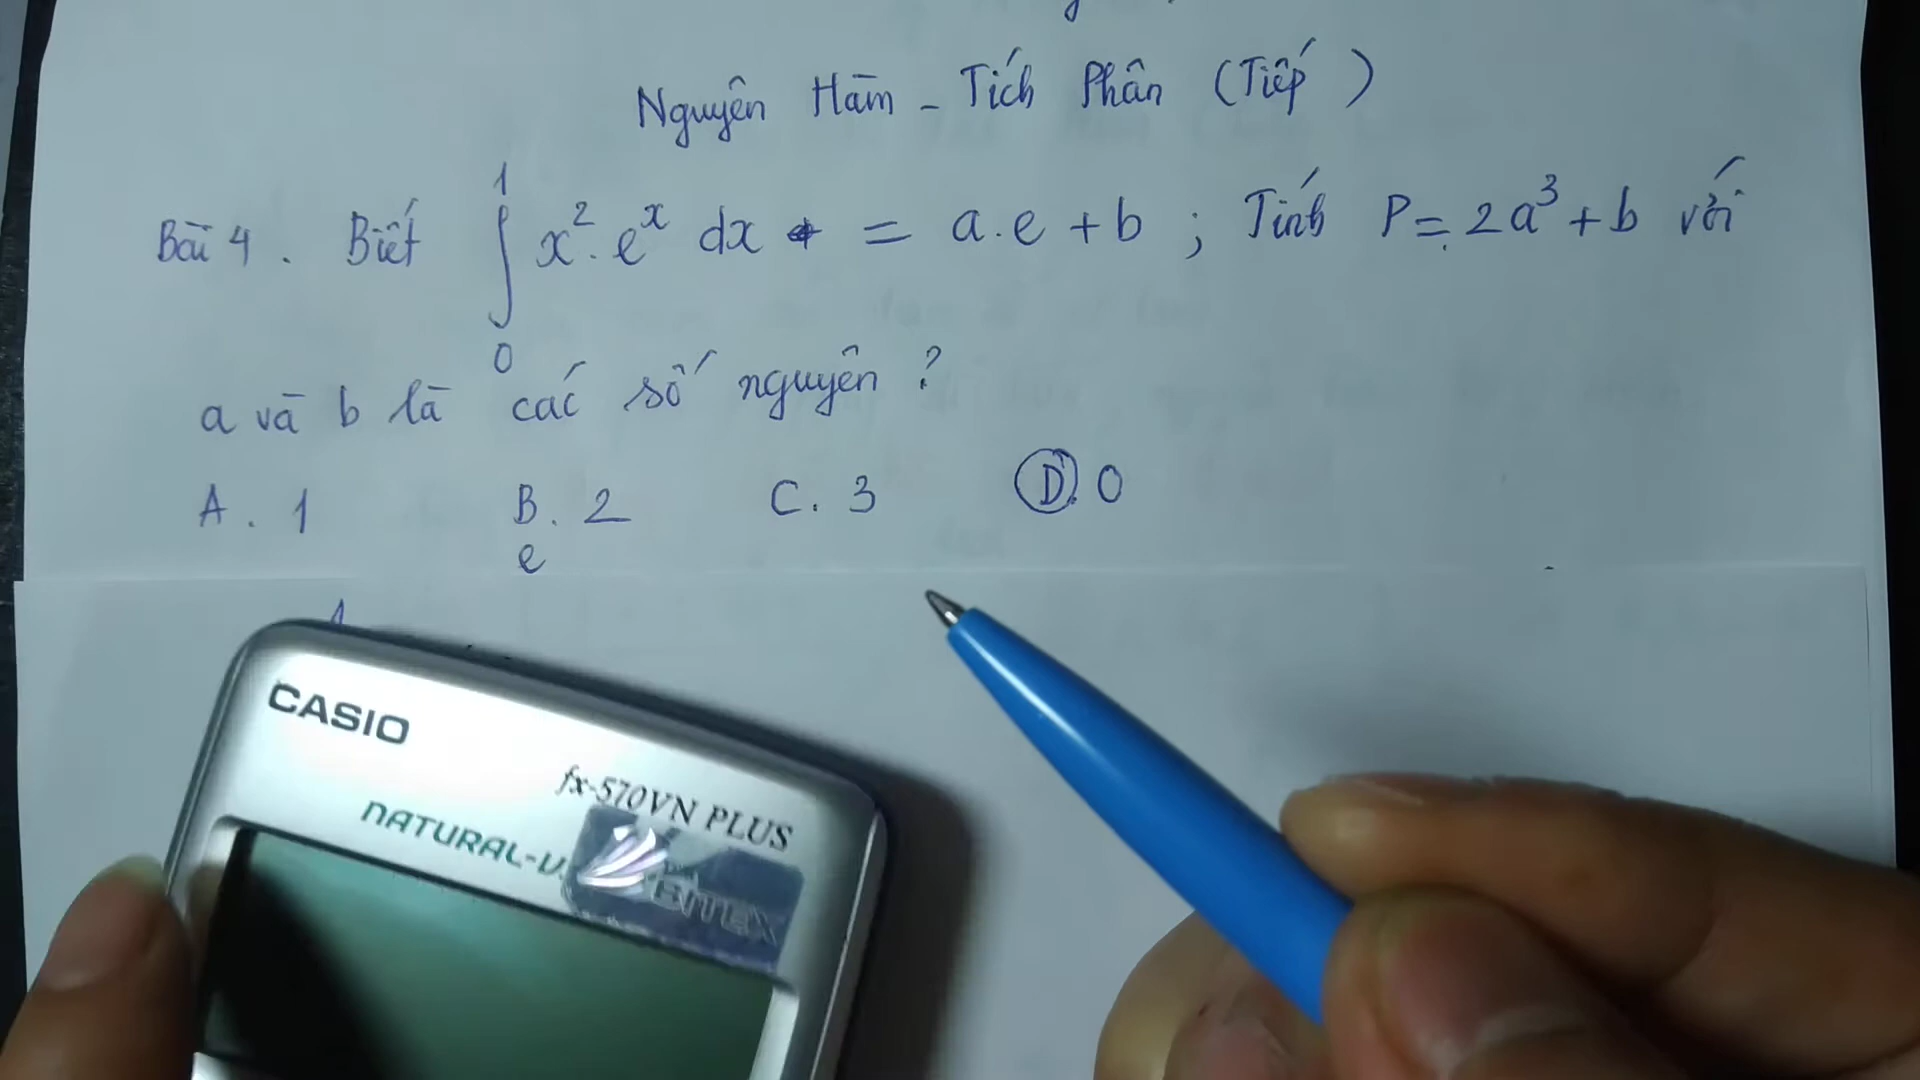 Nguyên Hàm - Tích Phân (Tiếp)
Bài 4. Biết ∫₀¹ x². eˣ dx = a.e + b ; Tính P = 2a³ + b với
a và b là các số nguyên ?
A. 1 B. 2 C. 3 D. 0
e
CASIO
fx-570VN PLUS
NATURAL-V.
BITEX